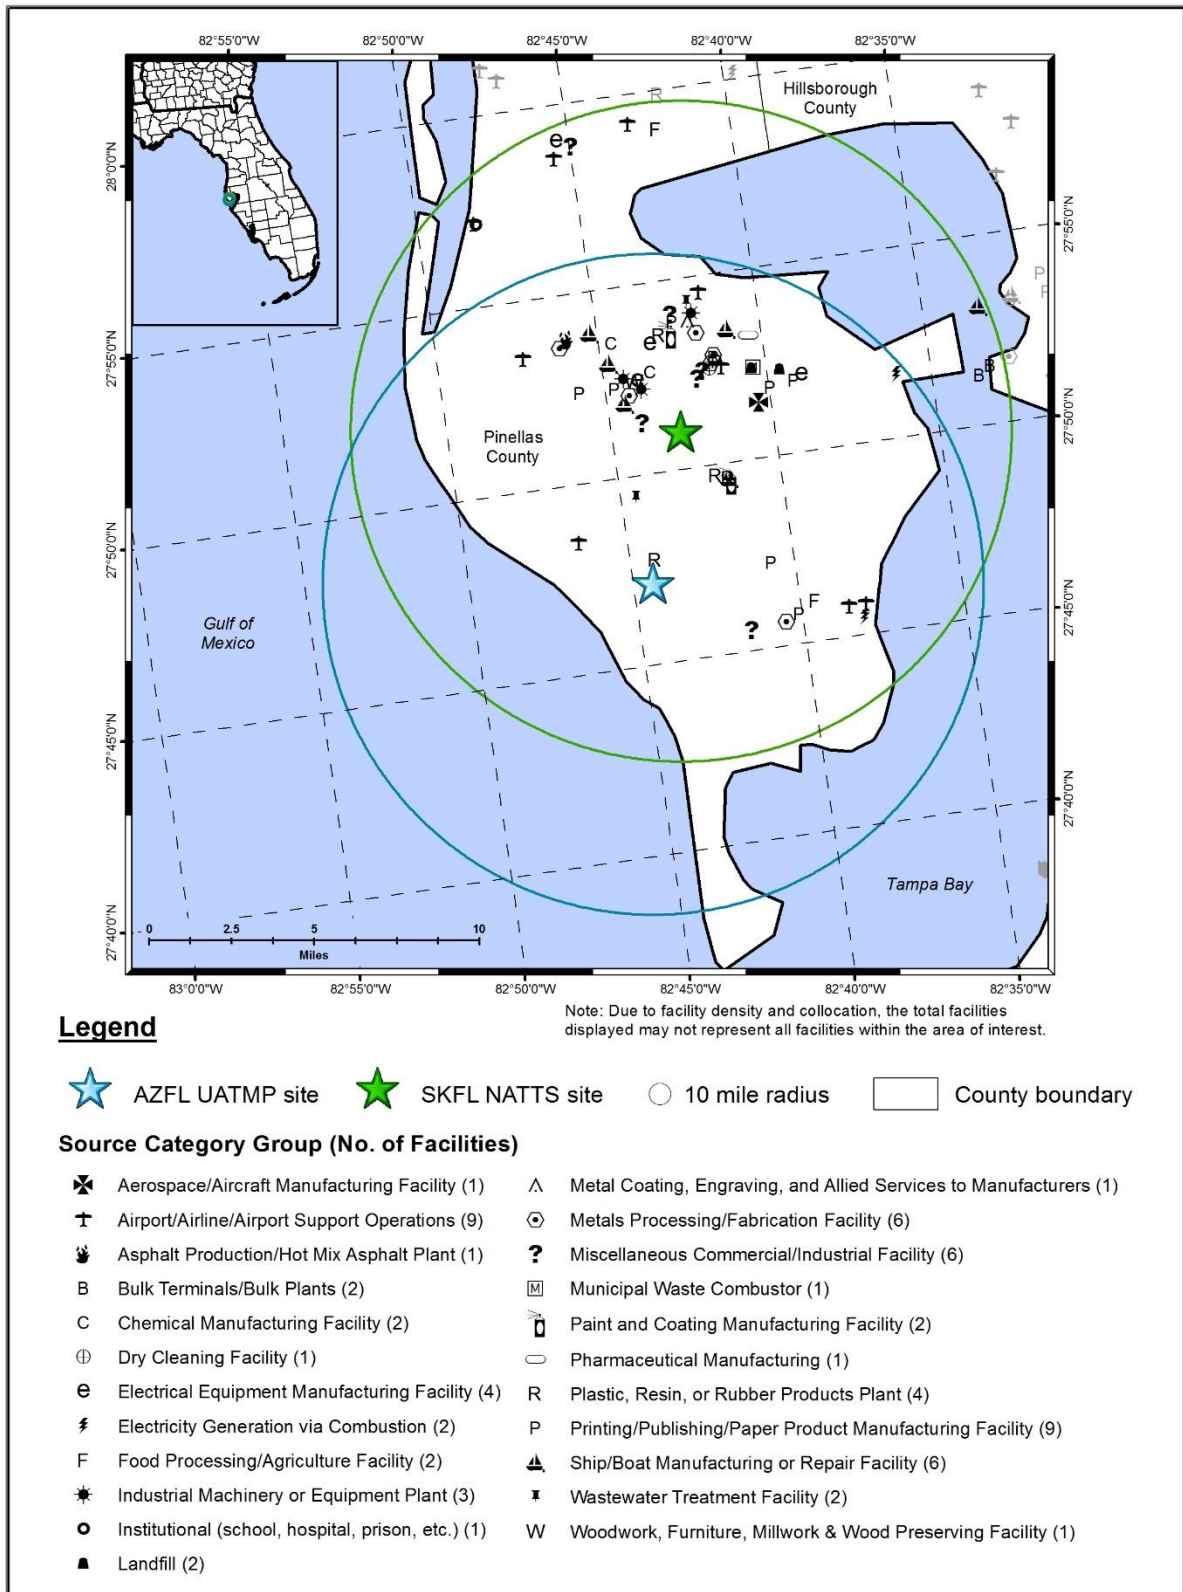 82°55'0"W 82°50'0"W 82°45'0"W 82°40'0"W 82°35'0"W
Hillsborough
County
R
F
e ?
28°0'0"N
27°55'0"N
P
P
?
R
C e
27°55'0"N
C
e
P P W ? P P e
B B
?
27°50'0"N
Pinellas
County
R
27°50'0"N
R
P
F
P
?
27°45'0"N
Gulf of
Mexico
27°45'0"N
27°40'0"N
Tampa Bay
27°40'0"N
0 2.5 5 10
Miles
83°0'0"W 82°55'0"W 82°50'0"W 82°45'0"W 82°40'0"W 82°35'0"W
Note: Due to facility density and collocation, the total facilities
displayed may not represent all facilities within the area of interest.
Legend
AZFL UATMP site SKFL NATTS site 10 mile radius County boundary
Source Category Group (No. of Facilities)
Aerospace/Aircraft Manufacturing Facility (1)
Airport/Airline/Airport Support Operations (9)
Asphalt Production/Hot Mix Asphalt Plant (1)
B Bulk Terminals/Bulk Plants (2)
C Chemical Manufacturing Facility (2)
Dry Cleaning Facility (1)
e Electrical Equipment Manufacturing Facility (4)
Electricity Generation via Combustion (2)
F Food Processing/Agriculture Facility (2)
Industrial Machinery or Equipment Plant (3)
Institutional (school, hospital, prison, etc.) (1)
Landfill (2)
Metal Coating, Engraving, and Allied Services to Manufacturers (1)
Metals Processing/Fabrication Facility (6)
? Miscellaneous Commercial/Industrial Facility (6)
M Municipal Waste Combustor (1)
Paint and Coating Manufacturing Facility (2)
Pharmaceutical Manufacturing (1)
R Plastic, Resin, or Rubber Products Plant (4)
P Printing/Publishing/Paper Product Manufacturing Facility (9)
Ship/Boat Manufacturing or Repair Facility (6)
Wastewater Treatment Facility (2)
W Woodwork, Furniture, Millwork & Wood Preserving Facility (1)